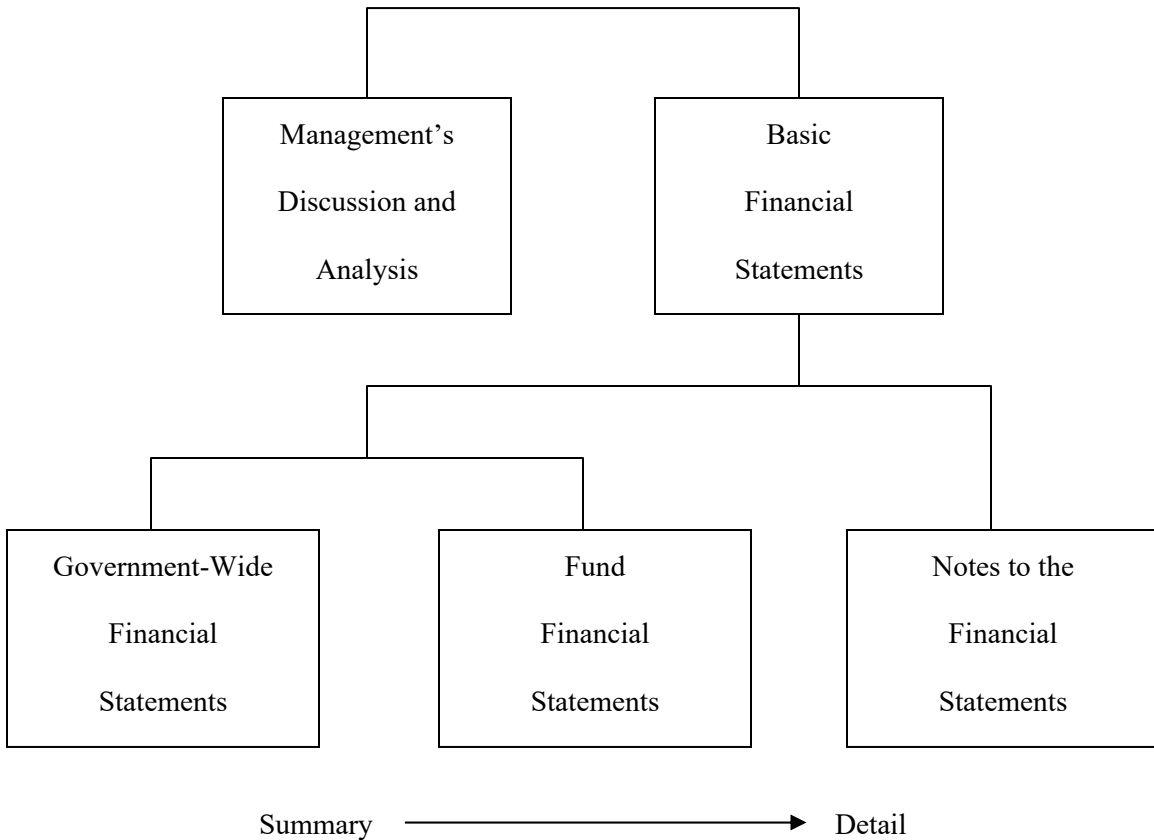 Management’s
Discussion and
Analysis
Basic
Financial
Statements
Government-Wide
Financial
Statements
Fund
Financial
Statements
Notes to the
Financial
Statements
Summary
Detail